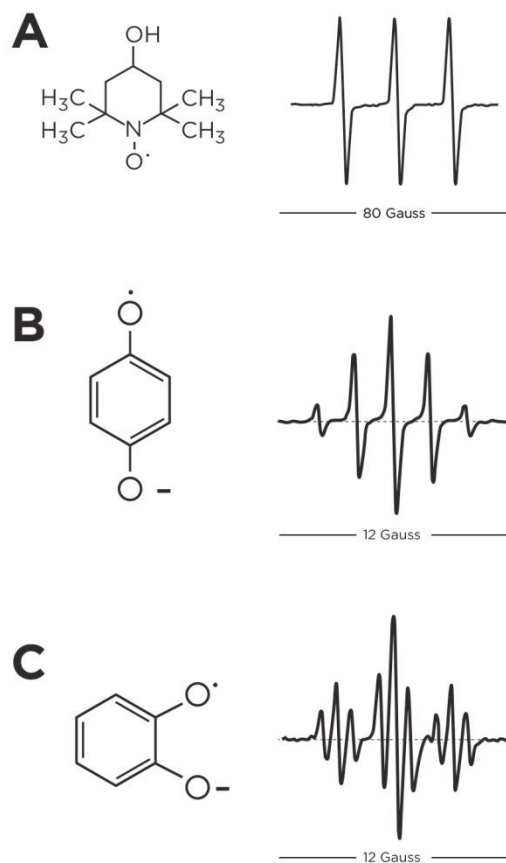 A
OH
H₃C CH₃
H₃C N CH₃
O·
80 Gauss
B
·
O
O −
12 Gauss
C
O·
O−
12 Gauss